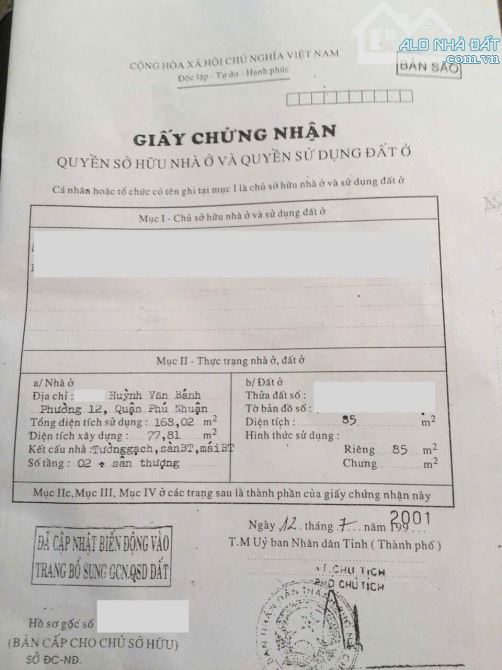 ALO NHÀ ĐẤT
.com.vn
CỘNG HÒA XÃ HỘI CHỦ NGHĨA VIỆT NAM
Độc lập - Tự do - Hạnh phúc
BẢN SAO
GIẤY CHỨNG NHẬN
QUYỀN SỞ HỮU NHÀ Ở VÀ QUYỀN SỬ DỤNG ĐẤT Ở
Cá nhân hoặc tổ chức có tên ghi tại mục I là chủ sở hữu nhà ở và sử dụng đất ở
Mục I - Chủ sở hữu nhà ở và sử dụng đất ở
Mục II - Thực trạng nhà ở, đất ở
a/ Nhà ở
Địa chỉ : Huỳnh Văn Bánh
Phường 12, Quận Phú Nhuận
Tổng diện tích sử dụng : 163,02 m2
Diện tích xây dựng : 77,81 m2
Kết cấu nhà : Tường gạch, sàn BT, mái BT
Số tầng : 02 + sân thượng
b/ Đất ở
Thửa đất số :
Tờ bản đồ số :
Diện tích : 85 m2
Hình thức sử dụng :
Riêng 85 m2
Chung m2
Mục IIc, Mục III, Mục IV ở các trang sau là thành phần của giấy chứng nhận này
Ngày 12 tháng 7 năm 199... 2001
T.M Uỷ ban Nhân dân Tỉnh ( Thành phố )
KT. CHỦ TỊCH
PHÓ CHỦ TỊCH
ĐÃ CẬP NHẬT BIẾN ĐỘNG VÀO
TRANG BỔ SUNG GCN.QSD ĐẤT
Hồ sơ gốc số
(BẢN CẤP CHO CHỦ SỞ HỮU)
SỞ ĐC-NĐ.